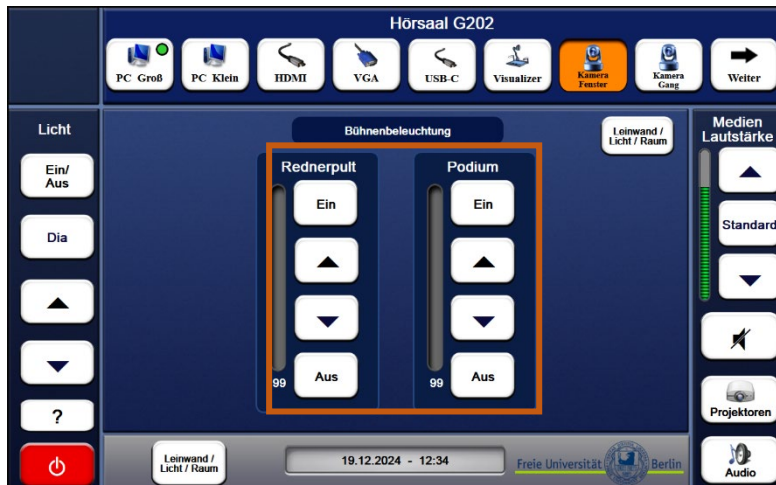 Hörsaal G202
PC Groß
PC Klein
HDMI
VGA
USB-C
Visualizer
Kamera
Fenster
Kamera
Gang
Weiter
Licht
Ein/
Aus
Dia
?
Bühnenbeleuchtung
Leinwand /
Licht / Raum
Rednerpult
Ein
Aus
99
Podium
Ein
Aus
99
Medien
Lautstärke
Standard
Projektoren
Audio
Leinwand /
Licht / Raum
19.12.2024 - 12:34
Freie Universität Berlin